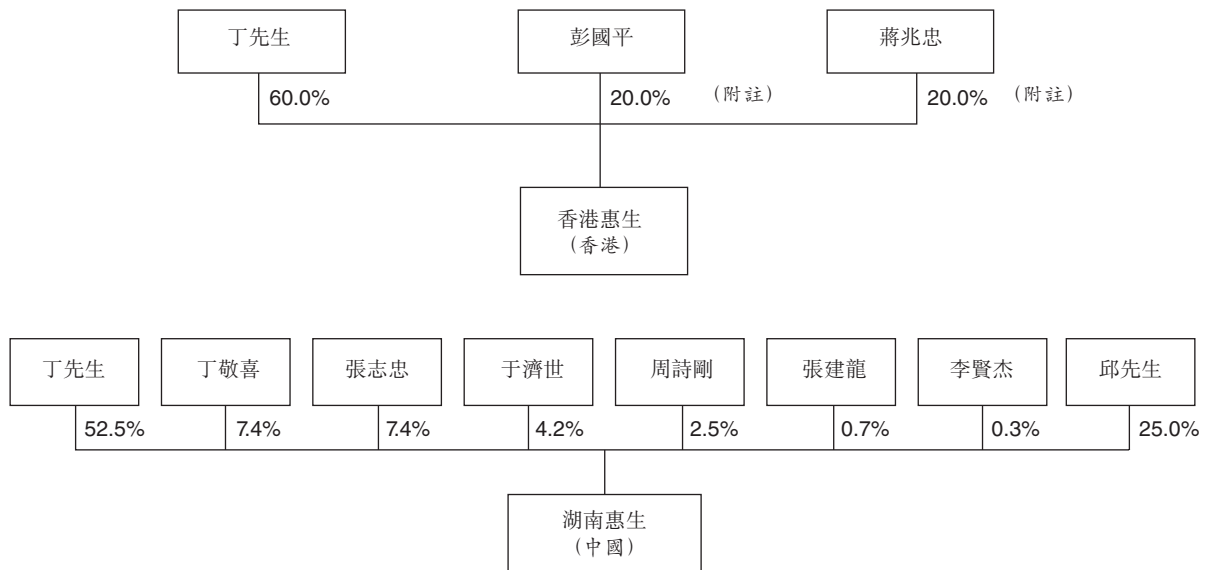 丁先生
彭國平
蔣兆忠
60.0%
20.0%
(附註)
20.0%
(附註)
香港惠生
(香港)
丁先生
丁敬喜
張志忠
于濟世
周詩剛
張建龍
李賢杰
邱先生
52.5%
7.4%
7.4%
4.2%
2.5%
0.7%
0.3%
25.0%
湖南惠生
(中國)